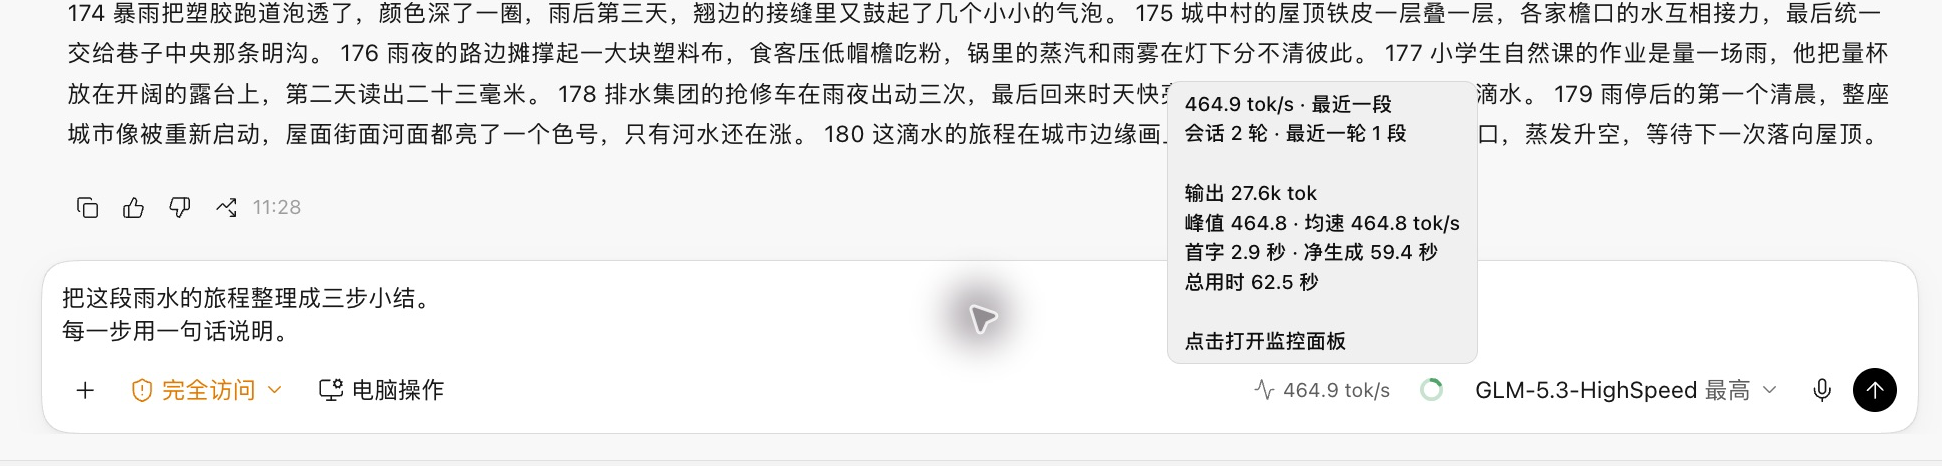 174 暴雨把塑胶跑道泡透了，颜色深了一圈，雨后第三天，翘边的接缝里又鼓起了几个小小的气泡。 175 城中村的屋顶铁皮一层叠一层，各家檐口的水互相接力，最后统一
交给巷子中央那条明沟。 176 雨夜的路边摊撑起一大块塑料布，食客压低帽檐吃粉，锅里的蒸汽和雨雾在灯下分不清彼此。 177 小学生自然课的作业是量一场雨，他把量杯
放在开阔的露台上，第二天读出二十三毫米。 178 排水集团的抢修车在雨夜出动三次，最后回来时天快 滴水。 179 雨停后的第一个清晨，整座
城市像被重新启动，屋面街面河面都亮了一个色号，只有河水还在涨。 180 这滴水的旅程在城市边缘画 口，蒸发升空，等待下一次落向屋顶。
464.9 tok/s · 最近一段
会话 2 轮 · 最近一轮 1 段
输出 27.6k tok
峰值 464.8 · 均速 464.8 tok/s
首字 2.9 秒 · 净生成 59.4 秒
总用时 62.5 秒
点击打开监控面板
11:28
把这段雨水的旅程整理成三步小结。
每一步用一句话说明。
完全访问 电脑操作 464.9 tok/s GLM-5.3-HighSpeed 最高